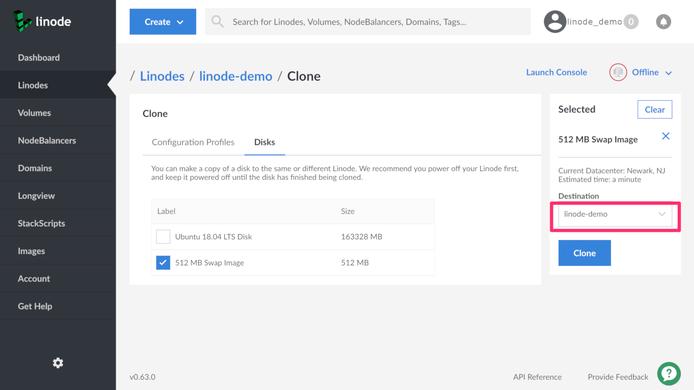 linode
Create
Search for Linodes, Volumes, NodeBalancers, Domains, Tags...
linode_demo
0
Dashboard
Linodes
Volumes
NodeBalancers
Domains
Longview
StackScripts
Images
Account
Get Help
/ Linodes / linode-demo / Clone
Launch Console
Offline
Clone
Configuration Profiles
Disks
You can make a copy of a disk to the same or different Linode. We recommend you power off your Linode first,
and keep it powered off until the disk has finished being cloned.
Label
Size
Ubuntu 18.04 LTS Disk
163328 MB
512 MB Swap Image
512 MB
Selected
Clear
512 MB Swap Image
Current Datacenter: Newark, NJ
Estimated time: a minute
Destination
linode-demo
Clone
v0.63.0
API Reference
Provide Feedback
?